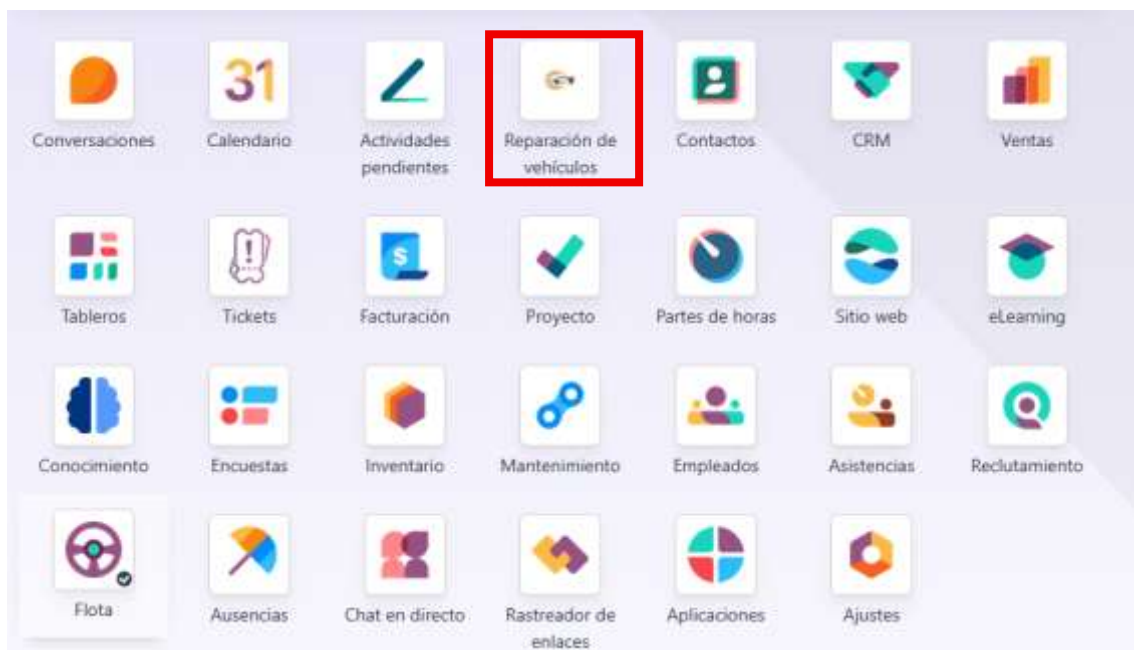 31
Conversaciones
Calendario
Actividades
pendientes
Reparación de
vehículos
Contactos
CRM
Ventas
!
$
Tableros
Tickets
Facturación
Proyecto
Partes de horas
Sitio web
eLearning
Conocimiento
Encuestas
Inventario
Mantenimiento
Empleados
Asistencias
Reclutamiento
Flota
Ausencias
Chat en directo
Rastreador de
enlaces
Aplicaciones
Ajustes